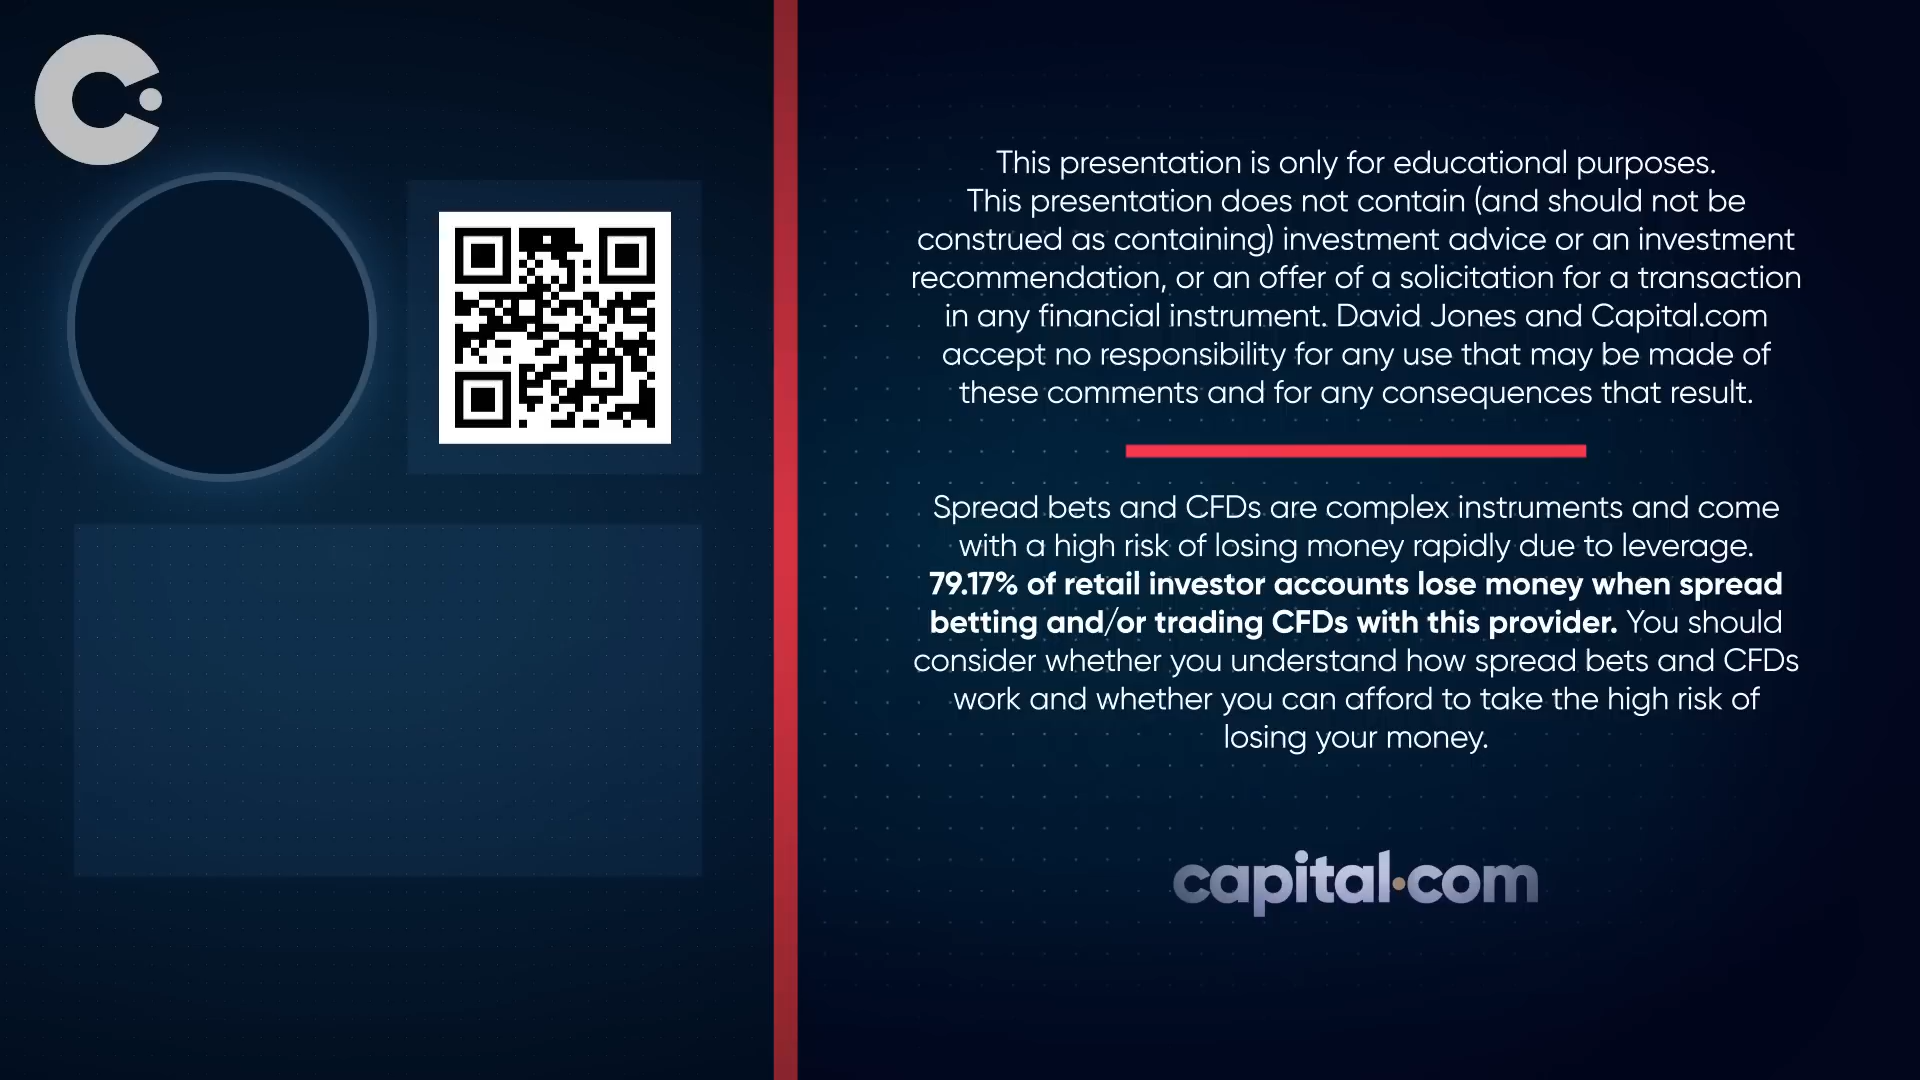 This presentation is only for educational purposes.
This presentation does not contain (and should not be
construed as containing) investment advice or an investment
recommendation, or an offer of a solicitation for a transaction
in any financial instrument. David Jones and Capital.com
accept no responsibility for any use that may be made of
these comments and for any consequences that result.
Spread bets and CFDs are complex instruments and come
with a high risk of losing money rapidly due to leverage.
79.17% of retail investor accounts lose money when spread
betting and/or trading CFDs with this provider. You should
consider whether you understand how spread bets and CFDs
work and whether you can afford to take the high risk of
losing your money.
capital.com